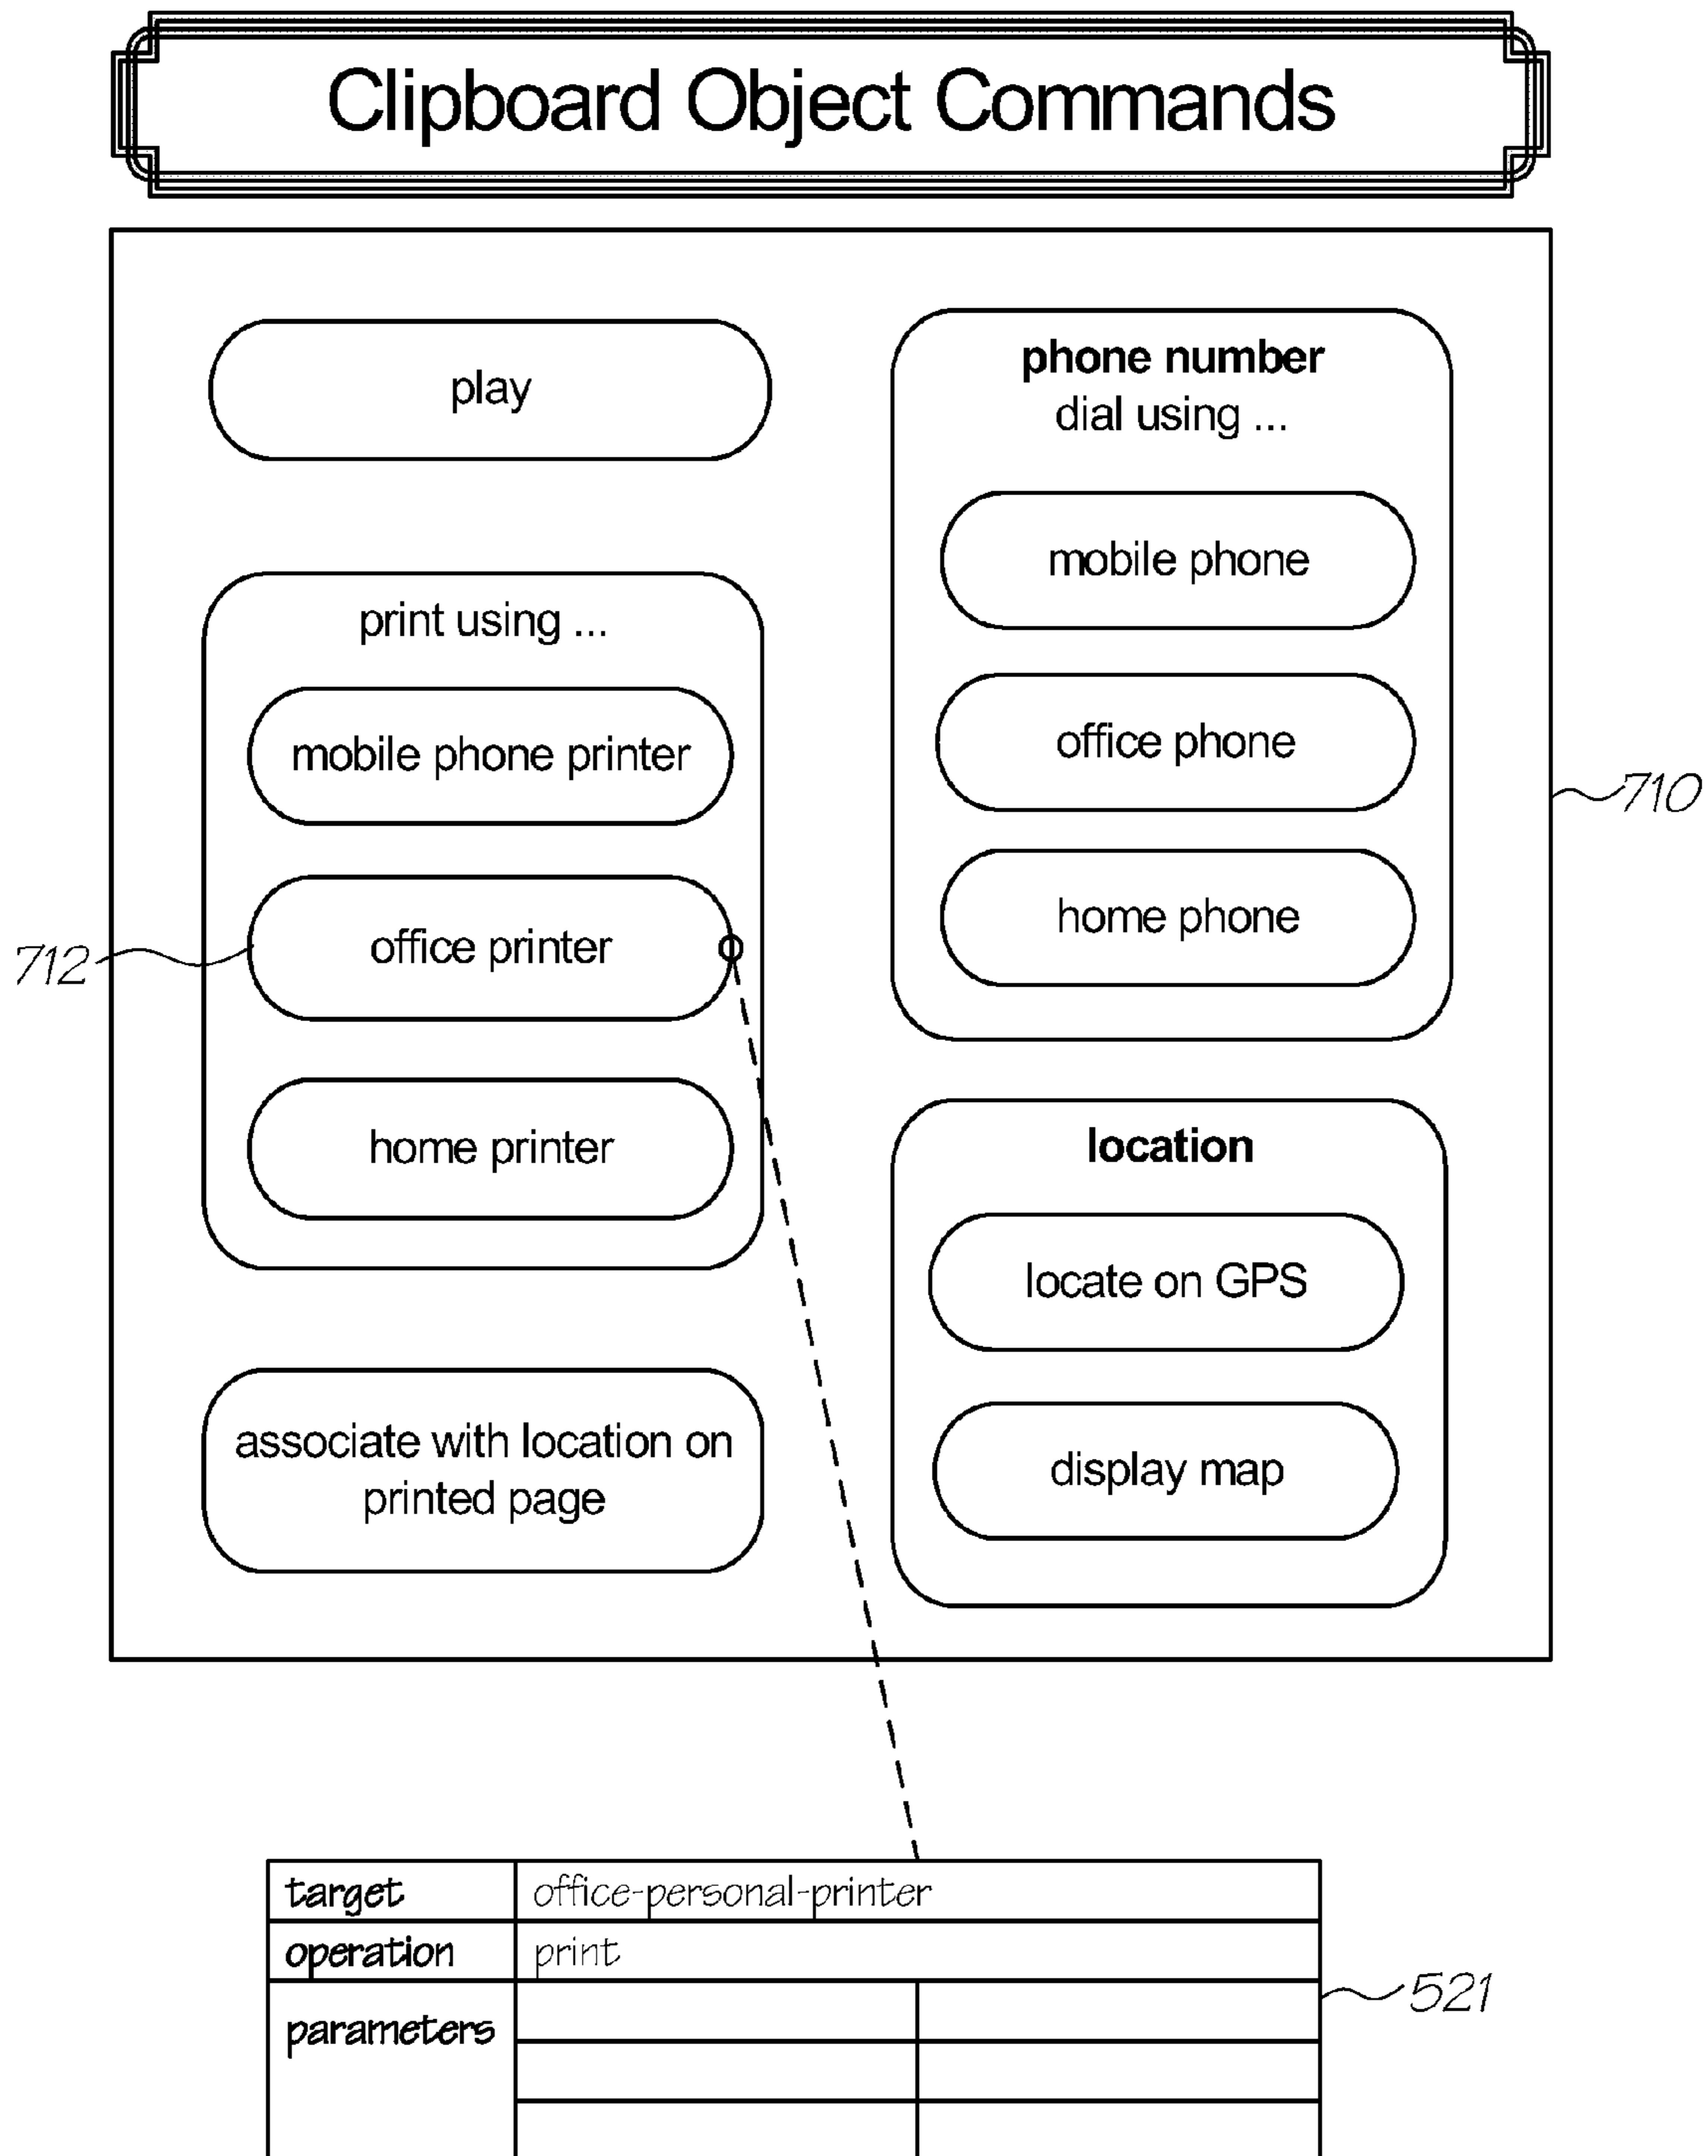 Clipboard Object Commands
play
print using ...
mobile phone printer
712
office printer
home printer
associate with location on
printed page
phone number
dial using ...
mobile phone
office phone
home phone
710
location
locate on GPS
display map
target office-personal-printer
operation print
parameters
521